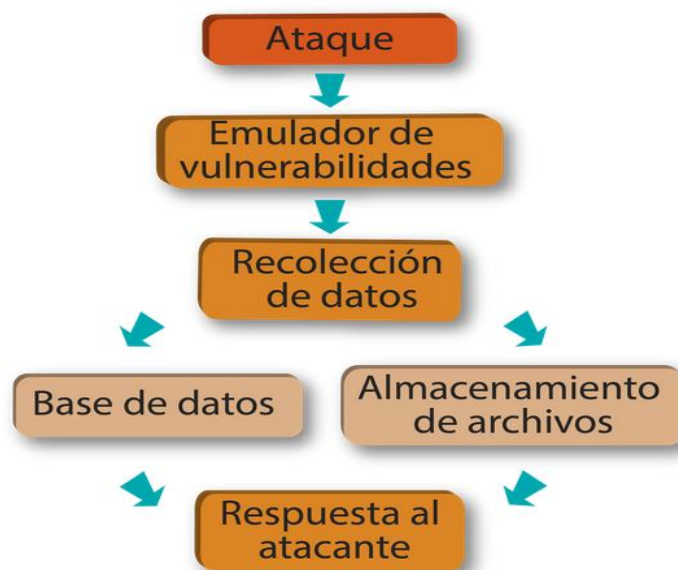 Ataque
Emulador de
vulnerabilidades
Recolección
de datos
Base de datos
Almacenamiento
de archivos
Respuesta al
atacante